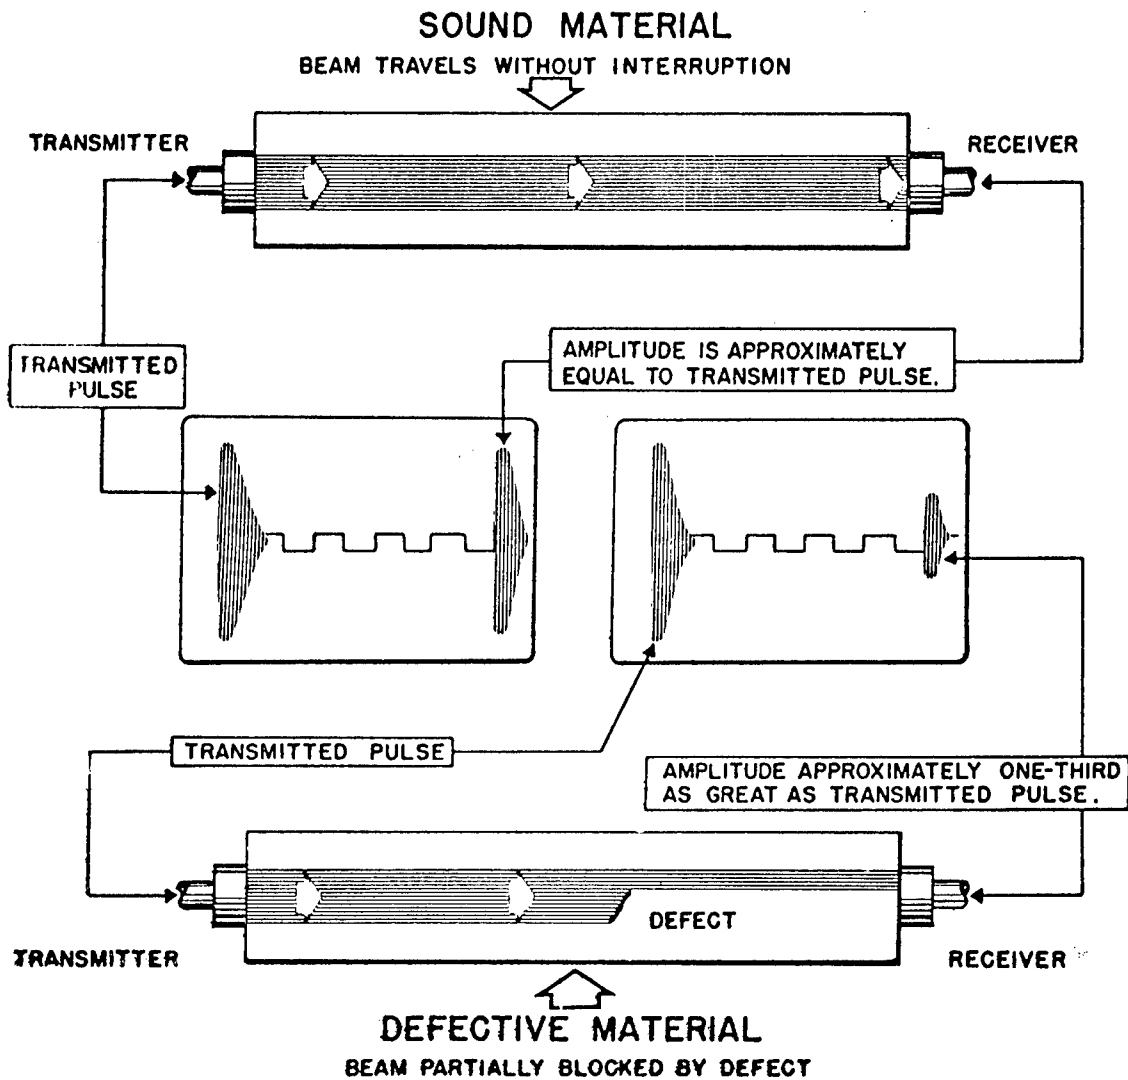 SOUND MATERIAL
BEAM TRAVELS WITHOUT INTERRUPTION
TRANSMITTER
RECEIVER
TRANSMITTED
PULSE
AMPLITUDE IS APPROXIMATELY
EQUAL TO TRANSMITTED PULSE.
TRANSMITTED PULSE
AMPLITUDE APPROXIMATELY ONE-THIRD
AS GREAT AS TRANSMITTED PULSE.
DEFECT
TRANSMITTER
RECEIVER
DEFECTIVE MATERIAL
BEAM PARTIALLY BLOCKED BY DEFECT